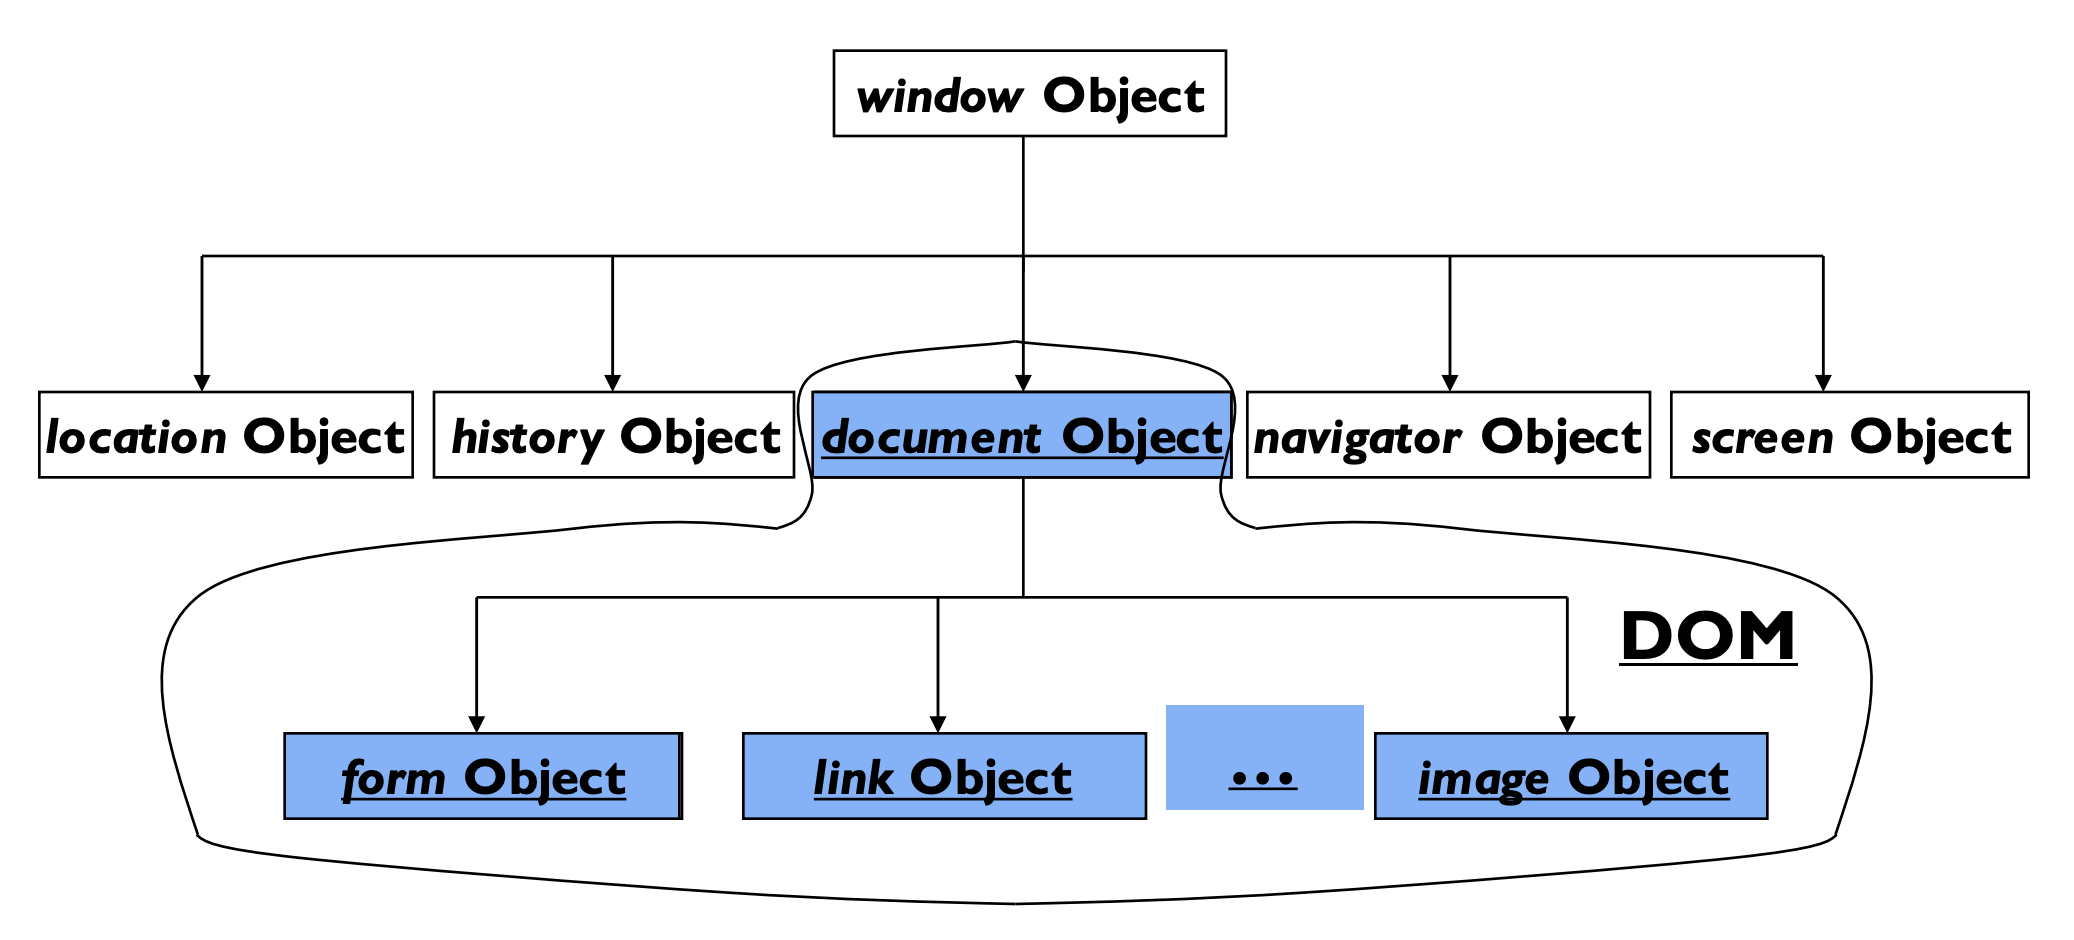 window Object
location Object
history Object
document Object
navigator Object
screen Object
DOM
form Object
link Object
...
image Object